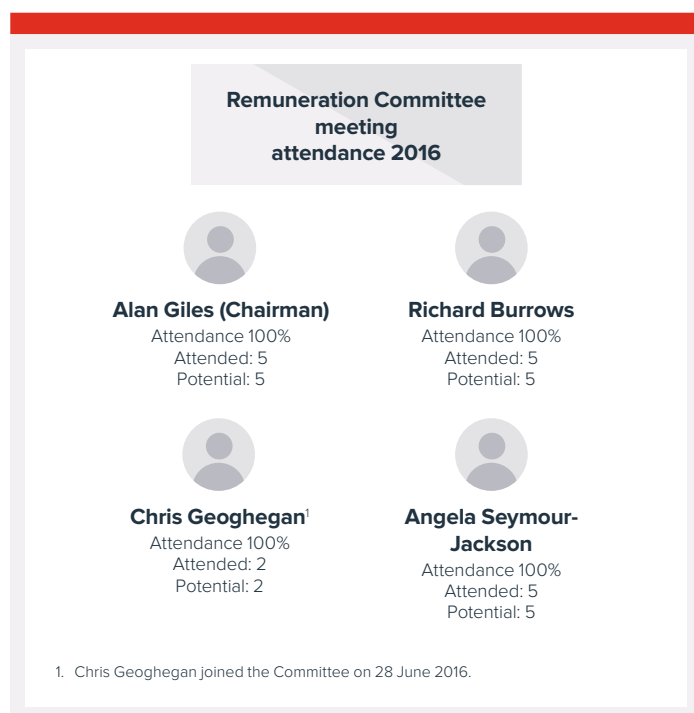 Remuneration Committee
meeting
attendance 2016
Alan Giles (Chairman)
Attendance 100%
Attended: 5
Potential: 5
Richard Burrows
Attendance 100%
Attended: 5
Potential: 5
Chris Geoghegan1
Attendance 100%
Attended: 2
Potential: 2
Angela Seymour-
Jackson
Attendance 100%
Attended: 5
Potential: 5
1. Chris Geoghegan joined the Committee on 28 June 2016.